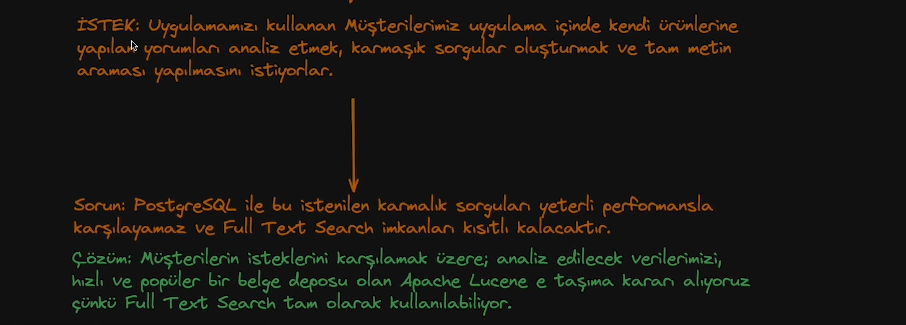 İSTEK: Uygulamamızı kullanan Müşterilerimiz uygulama içinde kendi ürünlerine
yapılan yorumları analiz etmek, karmaşık sorgular oluşturmak ve tam metin
araması yapılmasını istiyorlar.
Sorun: PostgreSQL ile bu istenilen karmalık sorguları yeterli performansla
karşılayamaz ve Full Text Search imkanları kısıtlı kalacaktır.
Çözüm: Müşterilerin isteklerini karşılamak üzere; analiz edilecek verilerimizi,
hızlı ve popüler bir belge deposu olan Apache Lucene e taşıma kararı alıyoruz
çünkü Full Text Search tam olarak kullanılabiliyor.